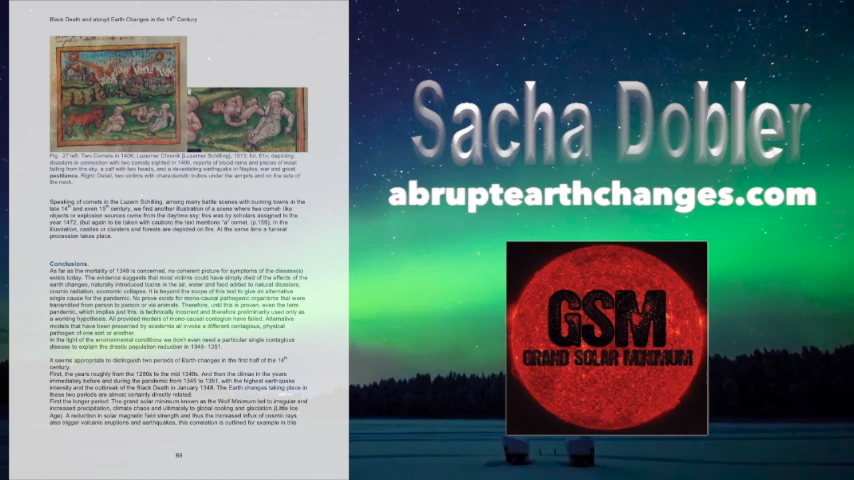 Black Death and abrupt Earth Changes in the 14th Century
Fig. 27 left: Two Comets in 1406; Luzerner Chronik [Luzerner Schilling], 1513, fol. 61v; depicting
disasters in connection with two comets sighted in 1406, reports of blood rains and pieces of meat
falling from the sky, a calf with two heads, and a devastating earthquake in Naples, war and great
pestilence. Right: Detail, two victims with characteristic bubos under the armpits and on the side of
the neck.
Speaking of comets in the Luzern Schilling, among many battle scenes with burning towns in the
late 14th and even 15th century, we find another illustration of a scene where two comet- like
objects or explosion sources come from the daytime sky; this was by scholars assigned to the
year 1472, (but again to be taken with caution) the text mentions "a" comet. (p.155). In the
illustration, castles or cloisters and forests are depicted on fire. At the same time a funeral
procession takes place.
Conclusions.
As far as the mortality of 1348 is concerned, no coherent picture for symptoms of the disease(s)
exists today. The evidence suggests that most victims could have simply died of the effects of the
earth changes, naturally introduced toxins in the air, water and food added to natural disasters,
cosmic radiation, economic collapse. It is beyond the scope of this text to give an alternative
single cause for the pandemic. No prove exists for mono-causal pathogenic organisms that were
transmitted from person to person or via animals. Therefore, until this is proven, even the term
pandemic, which implies just this, is technically incorrect and therefore preliminarily used only as
a working hypothesis. All provided models of mono-causal contagion have failed. Alternative
models that have been presented by academia all invoke a different contagious, physical
pathogen of one sort or another.
In the light of the environmental conditions we don't even need a particular single contagious
disease to explain the drastic population reduction in 1348- 1351.
It seems appropriate to distinguish two periods of Earth changes in the first half of the 14th
century.
First, the years roughly from the 1280s to the mid 1340s. And then the climax in the years
immediately before and during the pandemic from 1345 to 1351, with the highest earthquake
intensity and the outbreak of the Black Death in January 1348. The Earth changes taking place in
these two periods are almost certainly directly related.
First the longer period: The grand solar minimum known as the Wolf Minimum led to irregular and
increased precipitation, climate chaos and ultimately to global cooling and glaciation (Little Ice
Age). A reduction in solar magnetic field strength and thus the increased influx of cosmic rays
also trigger volcanic eruptions and earthquakes, this correlation is outlined for example in this
89
Sacha Dobler
abruptearthchanges.com
GSM
GRAND SOLAR MINIMUM